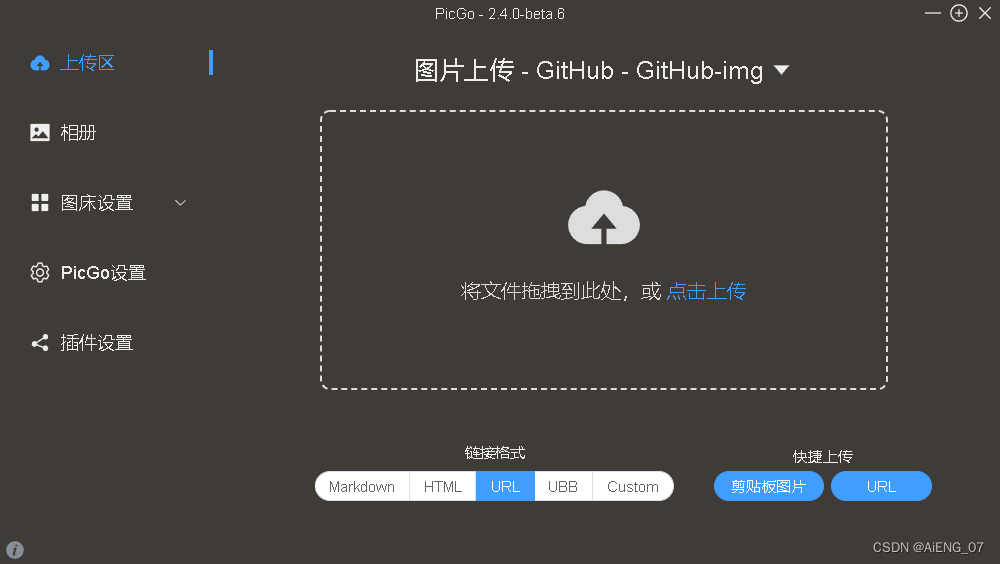 PicGo - 2.4.0-beta.6
上传区
图片上传 - GitHub - GitHub-img
相册
图床设置
PicGo设置
插件设置
将文件拖拽到此处，或 点击上传
链接格式
快捷上传
Markdown HTML URL UBB Custom
剪贴板图片 URL
CSDN @AiENG_07